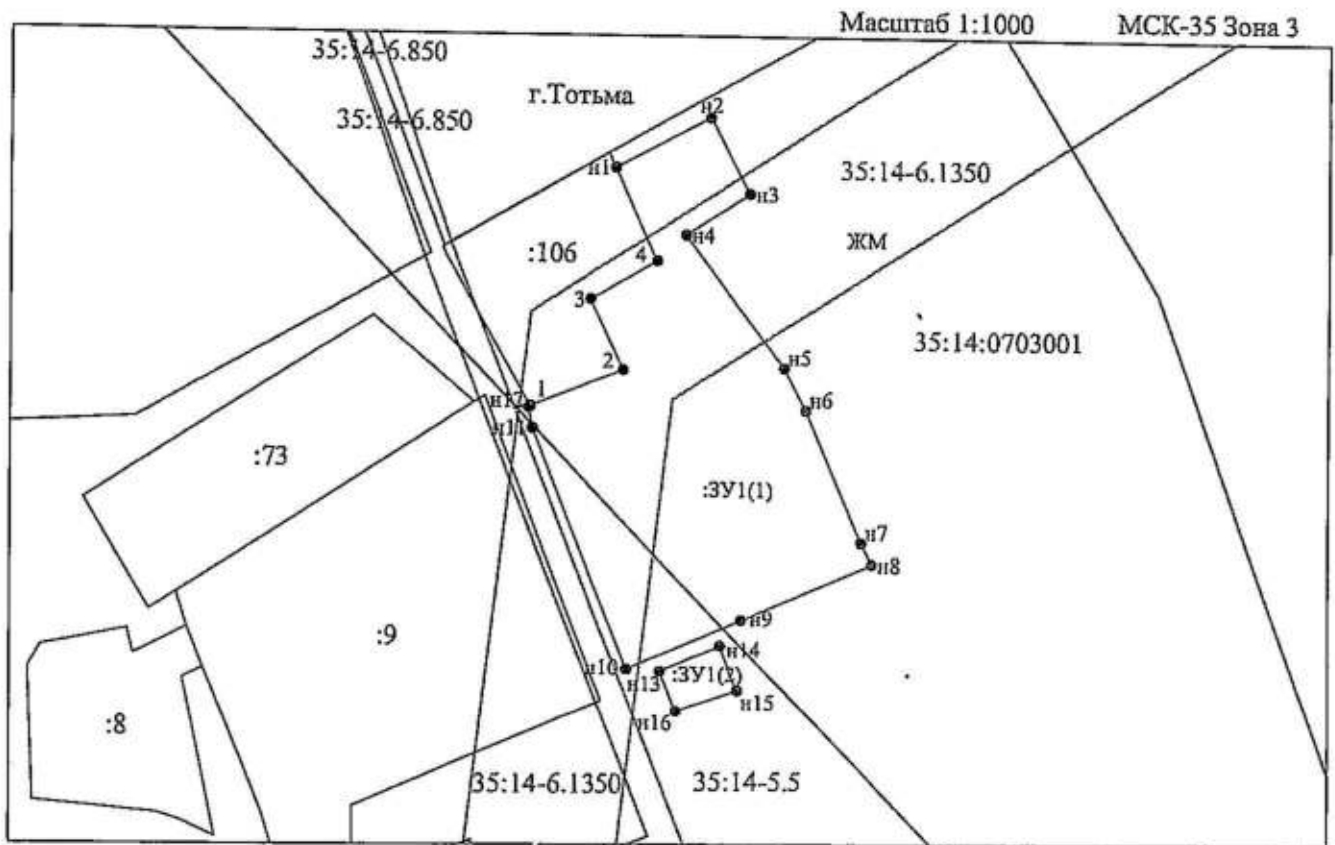 Масштаб 1:1000 МСК-35 Зона 3
35:14-6.850
г.Тотьма
н2
35:14-6.850
н1
35:14-6.1350
н3
н4
ЖМ
:106
4
3
35:14:0703001
2
н5
н17
1
н6
н11
:73
:ЗУ1(1)
н7
н8
:9
н9
н10
н14
н13
:ЗУ1(2)
н15
н16
:8
35:14-6.1350
35:14-5.5